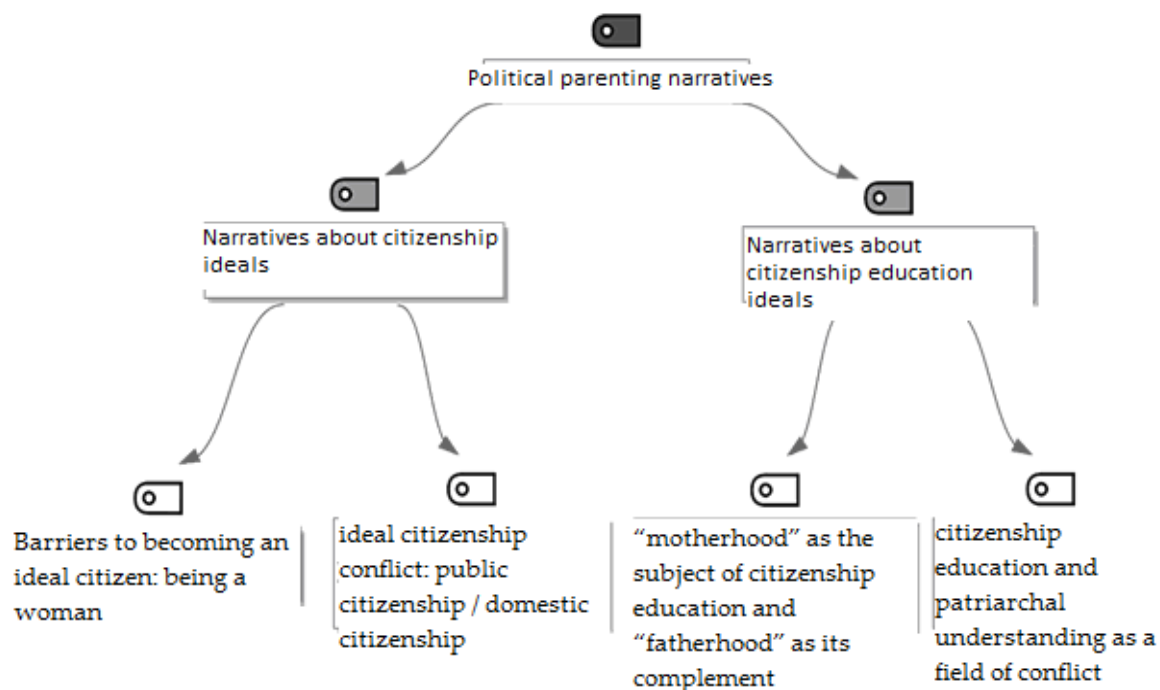 Political parenting narratives
Narratives about citizenship
ideals
Narratives about
citizenship education
ideals
Barriers to becoming an
ideal citizen: being a
woman
ideal citizenship
conflict: public
citizenship / domestic
citizenship
“motherhood” as the
subject of citizenship
education and
“fatherhood” as its
complement
citizenship
education and
patriarchal
understanding as a
field of conflict